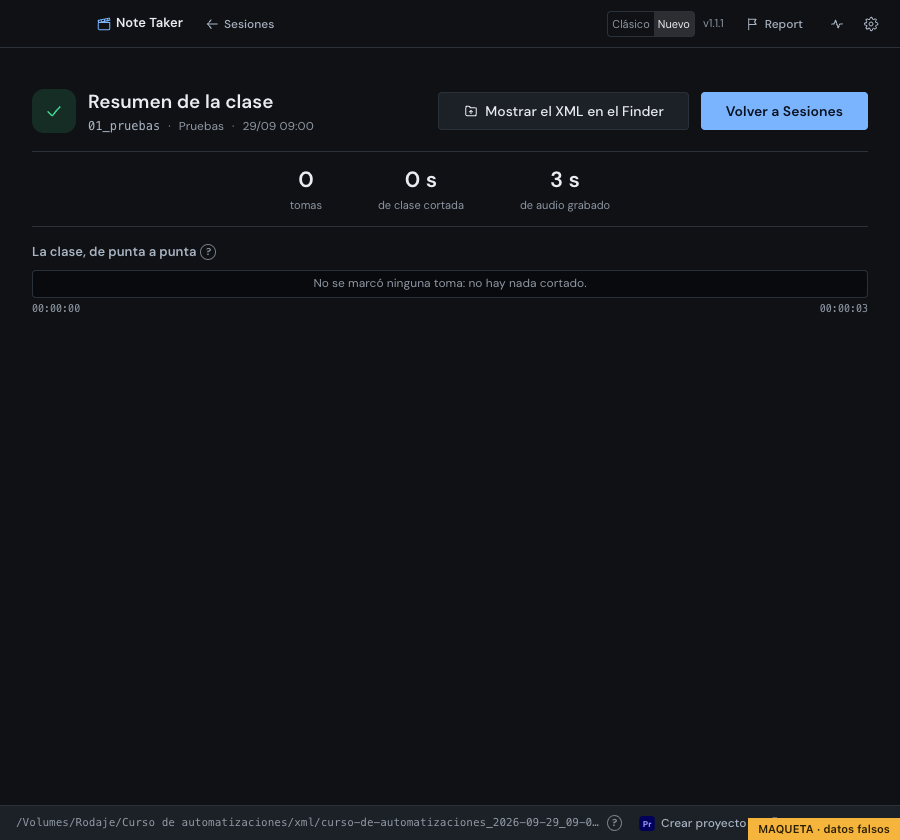 Note Taker
Sesiones
Clásico Nuevo v1.1.1 Report
Resumen de la clase
01_pruebas · Pruebas · 29/09 09:00
Mostrar el XML en el Finder
Volver a Sesiones
0 0 s 3 s
tomas de clase cortada de audio grabado
La clase, de punta a punta ?
No se marcó ninguna toma: no hay nada cortado.
00:00:00 00:00:03
/Volumes/Rodaje/Curso de automatizaciones/xml/curso-de-automatizaciones_2026-09-29_09-0… ? Pr Crear proyecto
MAQUETA · datos falsos